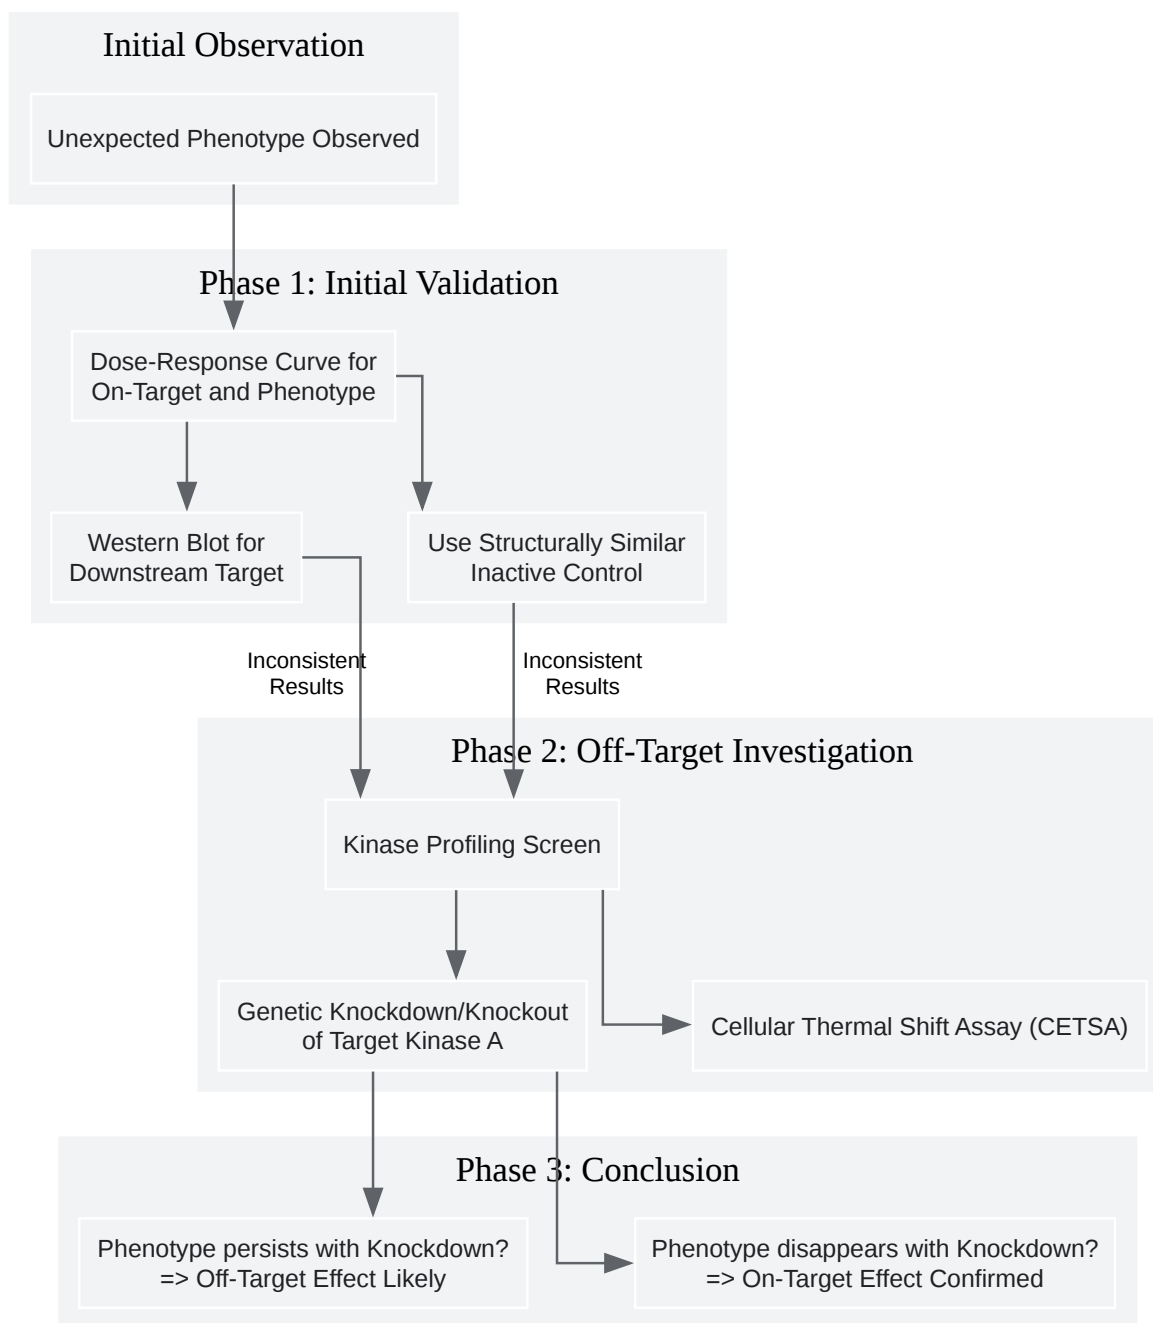 Initial Observation
Unexpected Phenotype Observed
Phase 1: Initial Validation
Dose-Response Curve for
On-Target and Phenotype
Western Blot for
Downstream Target
Use Structurally Similar
Inactive Control
Inconsistent
Results
Inconsistent
Results
Phase 2: Off-Target Investigation
Kinase Profiling Screen
Genetic Knockdown/Knockout
of Target Kinase A
Cellular Thermal Shift Assay (CETSA)
Phase 3: Conclusion
Phenotype persists with Knockdown?
=> Off-Target Effect Likely
Phenotype disappears with Knockdown?
=> On-Target Effect Confirmed